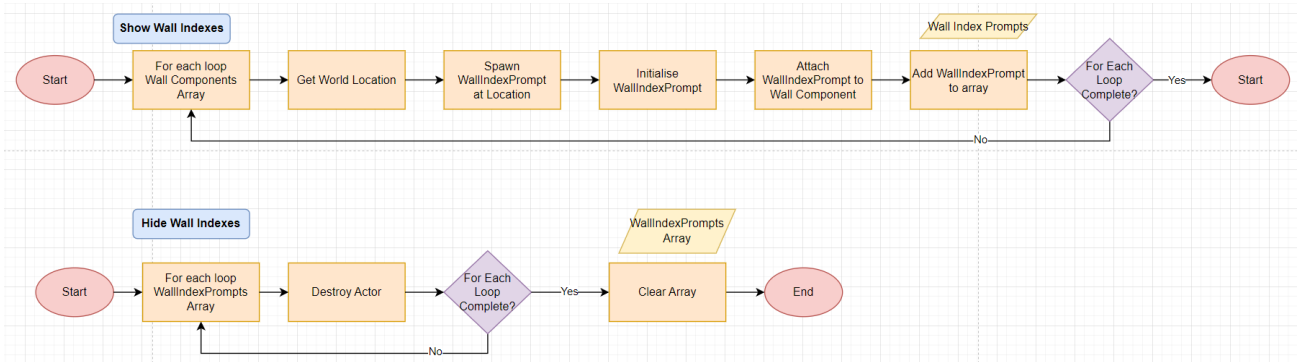 Show Wall Indexes
Wall Index Prompts
Start
For each loop
Wall Components
Array
Get World Location
Spawn
WallIndexPrompt
at Location
Initialise
WallIndexPrompt
Attach
WallIndexPrompt to
Wall Component
Add WallIndexPrompt
to array
For Each
Loop
Complete?
Yes
Start
No
Hide Wall Indexes
WallIndexPrompts
Array
Start
For each loop
WallIndexPrompts
Array
Destroy Actor
For Each
Loop
Complete?
Yes
Clear Array
End
No